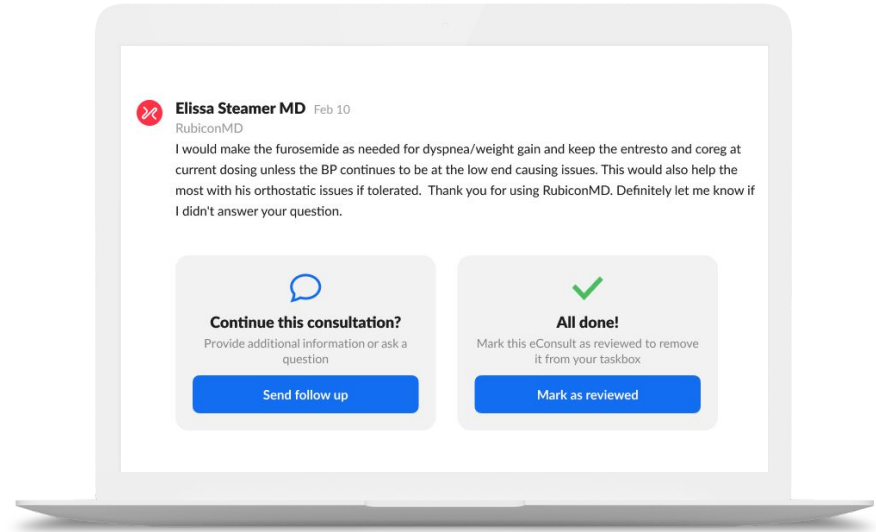 Elissa Steamer MD Feb 10
RubiconMD
I would make the furosemide as needed for dyspnea/weight gain and keep the entresto and coreg at
current dosing unless the BP continues to be at the low end causing issues. This would also help the
most with his orthostatic issues if tolerated.  Thank you for using RubiconMD. Definitely let me know if
I didn't answer your question.
Continue this consultation?
Provide additional information or ask a
question
Send follow up
All done!
Mark this eConsult as reviewed to remove
it from your taskbox
Mark as reviewed